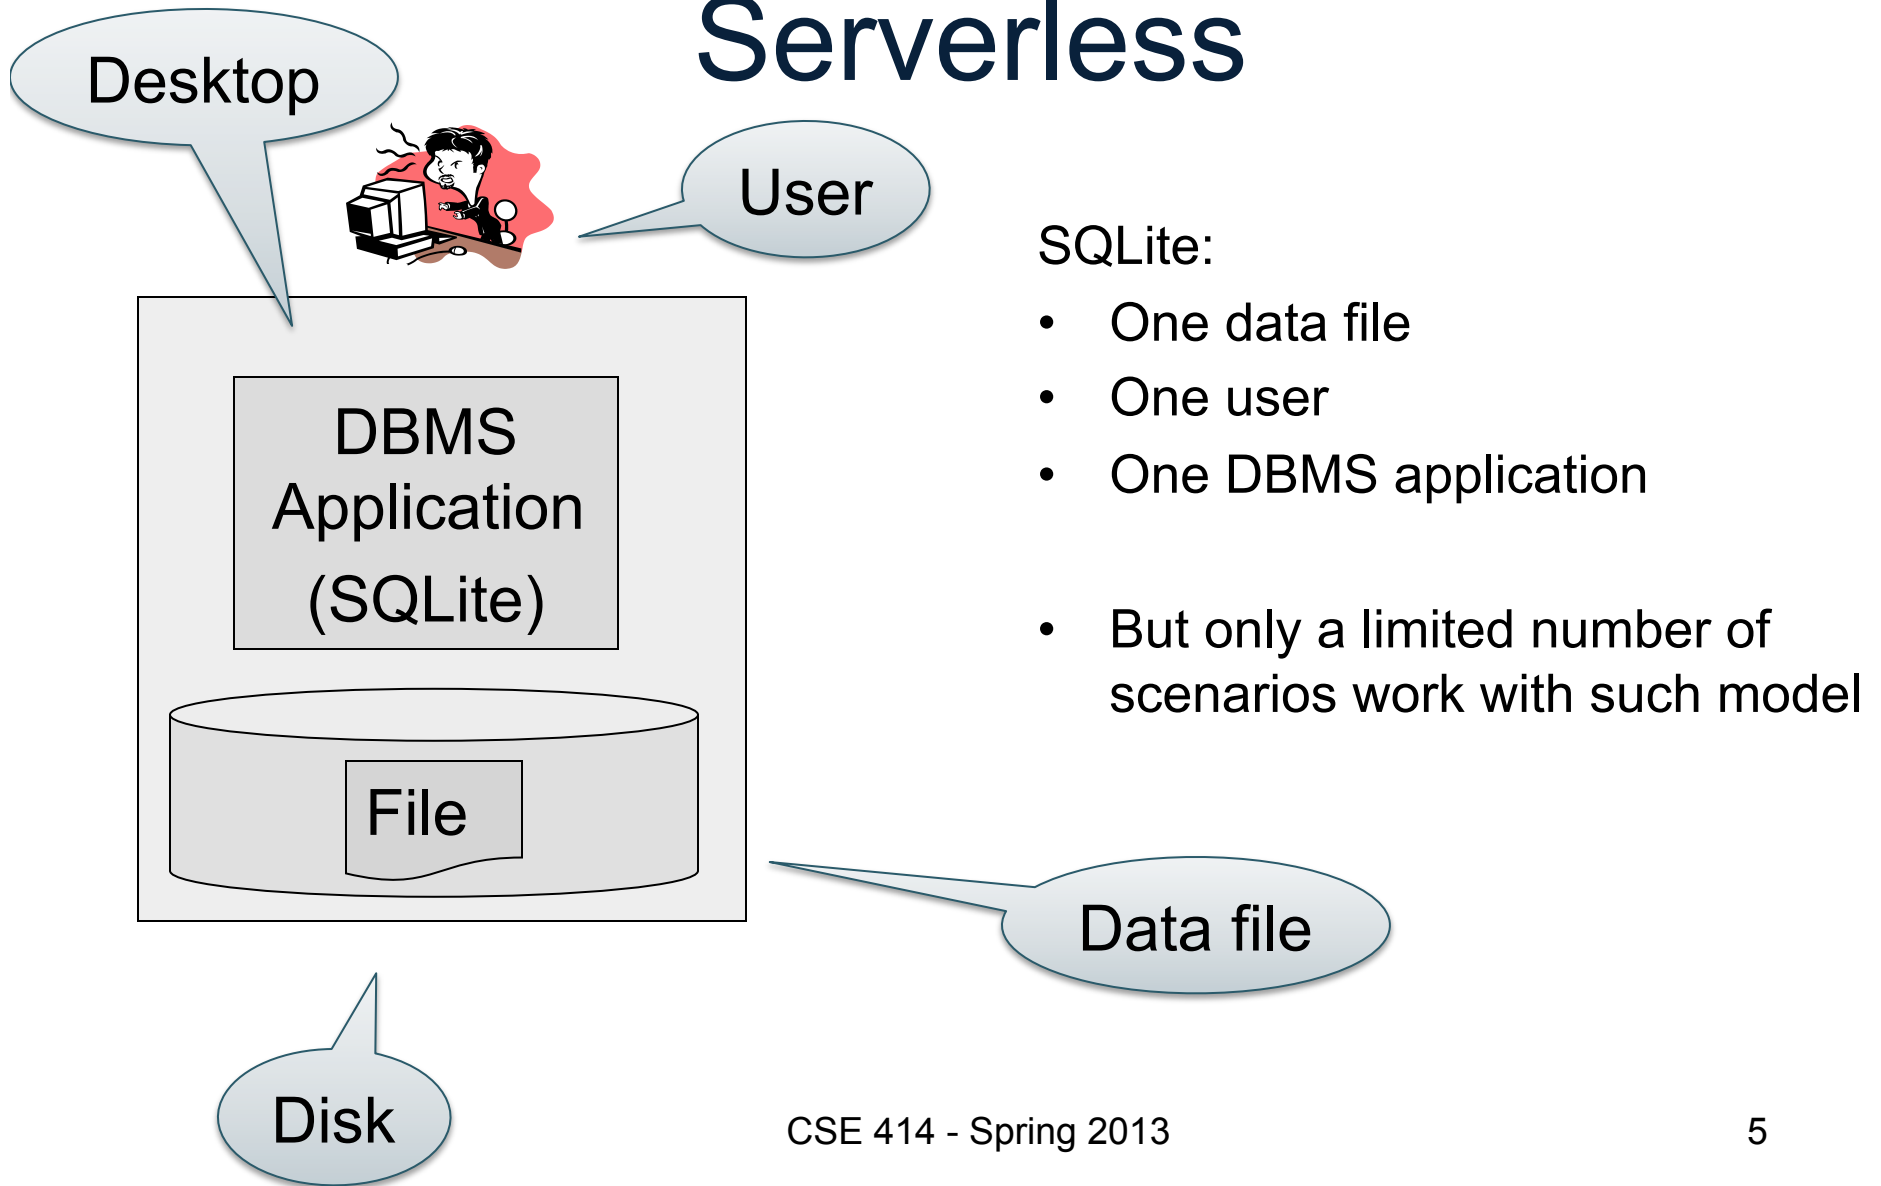 Serverless
Desktop
User
DBMS
Application
(SQLite)
File
Data file
Disk
SQLite:
• One data file
• One user
• One DBMS application
• But only a limited number of
scenarios work with such model
CSE 414 - Spring 2013
5